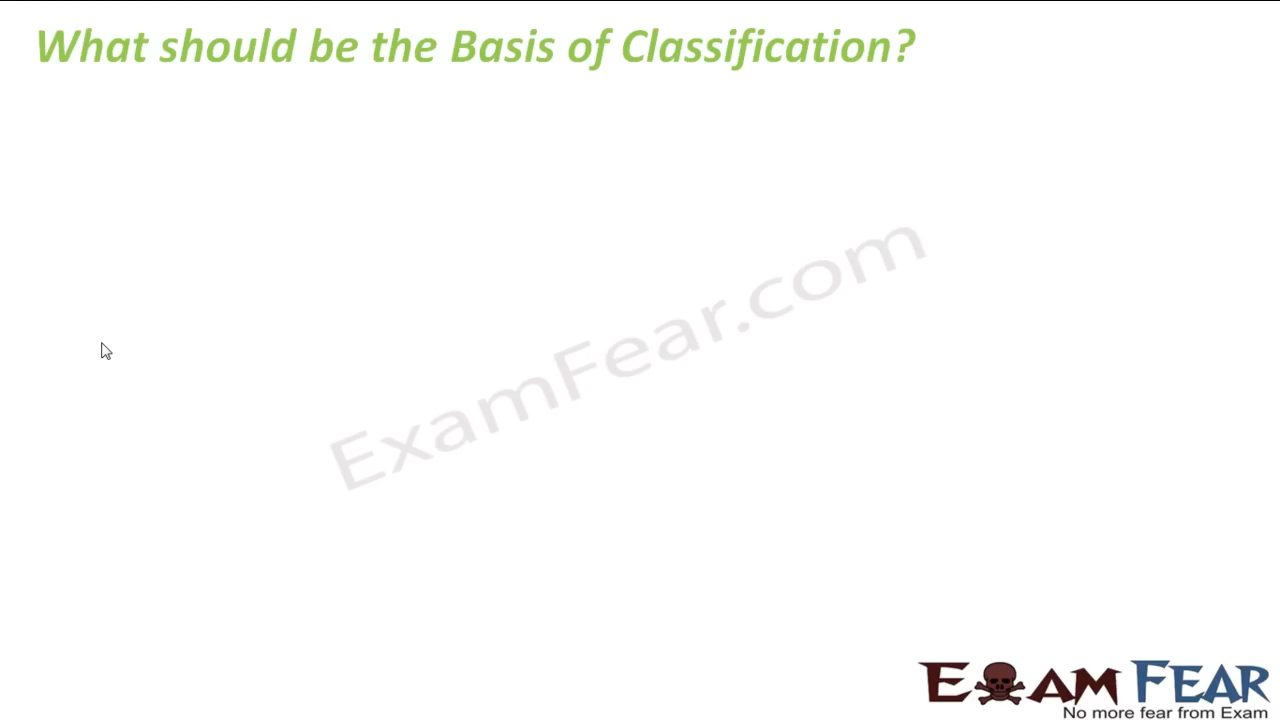 What should be the Basis of Classification?
ExamFear.com
EXAM FEAR
No more fear from Exam